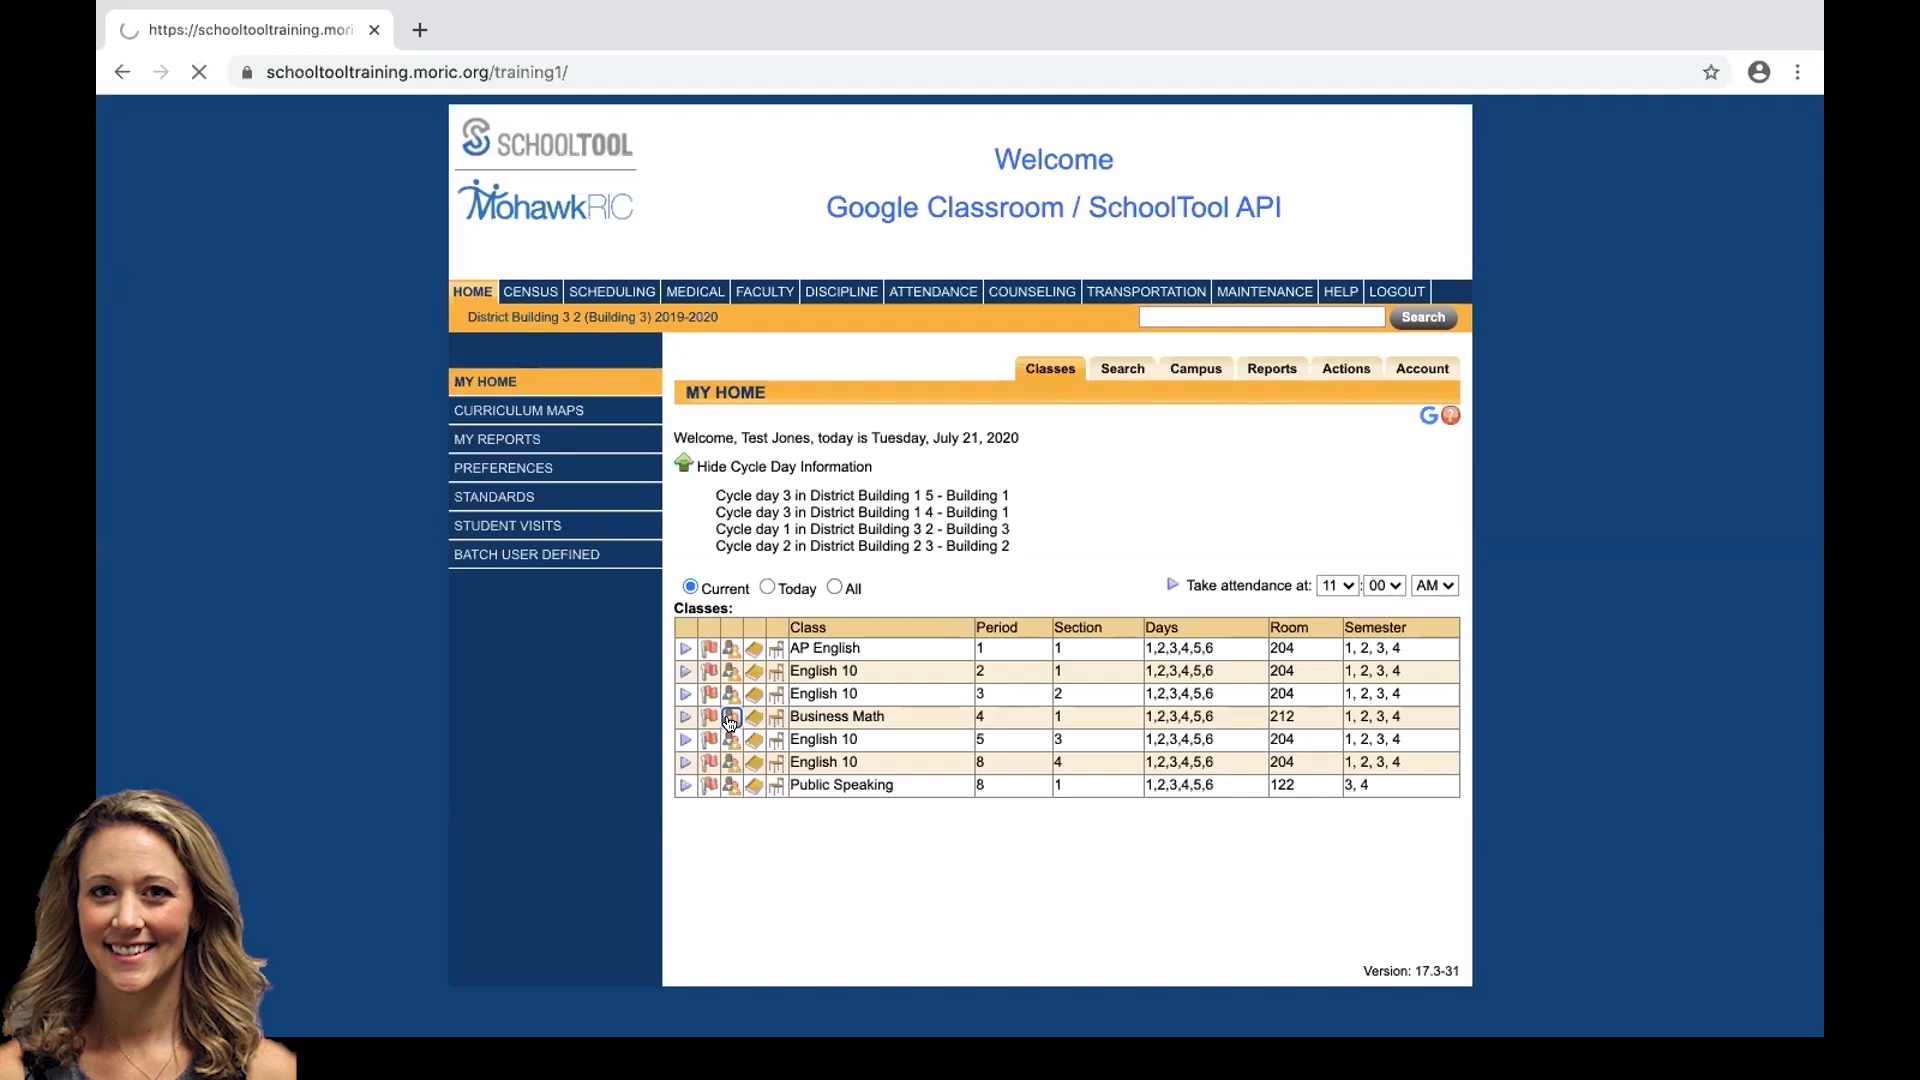 https://schooltooltraining.mori
schooltooltraining.moric.org/training1/
SCHOOLTOOL
MohawkRIC
Welcome
Google Classroom / SchoolTool API
HOME CENSUS SCHEDULING MEDICAL FACULTY DISCIPLINE ATTENDANCE COUNSELING TRANSPORTATION MAINTENANCE HELP LOGOUT
District Building 3 2 (Building 3) 2019-2020 Search
Classes Search Campus Reports Actions Account
MY HOME
CURRICULUM MAPS
MY REPORTS
PREFERENCES
STANDARDS
STUDENT VISITS
BATCH USER DEFINED
MY HOME
G ?
Welcome, Test Jones, today is Tuesday, July 21, 2020
Hide Cycle Day Information
Cycle day 3 in District Building 1 5 - Building 1
Cycle day 3 in District Building 1 4 - Building 1
Cycle day 1 in District Building 3 2 - Building 3
Cycle day 2 in District Building 2 3 - Building 2
Current Today All Take attendance at: 11 : 00 AM
Classes:
Class Period Section Days Room Semester
AP English 1 1 1,2,3,4,5,6 204 1, 2, 3, 4
English 10 2 1 1,2,3,4,5,6 204 1, 2, 3, 4
English 10 3 2 1,2,3,4,5,6 204 1, 2, 3, 4
Business Math 4 1 1,2,3,4,5,6 212 1, 2, 3, 4
English 10 5 3 1,2,3,4,5,6 204 1, 2, 3, 4
English 10 8 4 1,2,3,4,5,6 204 1, 2, 3, 4
Public Speaking 8 1 1,2,3,4,5,6 122 3, 4
Version: 17.3-31